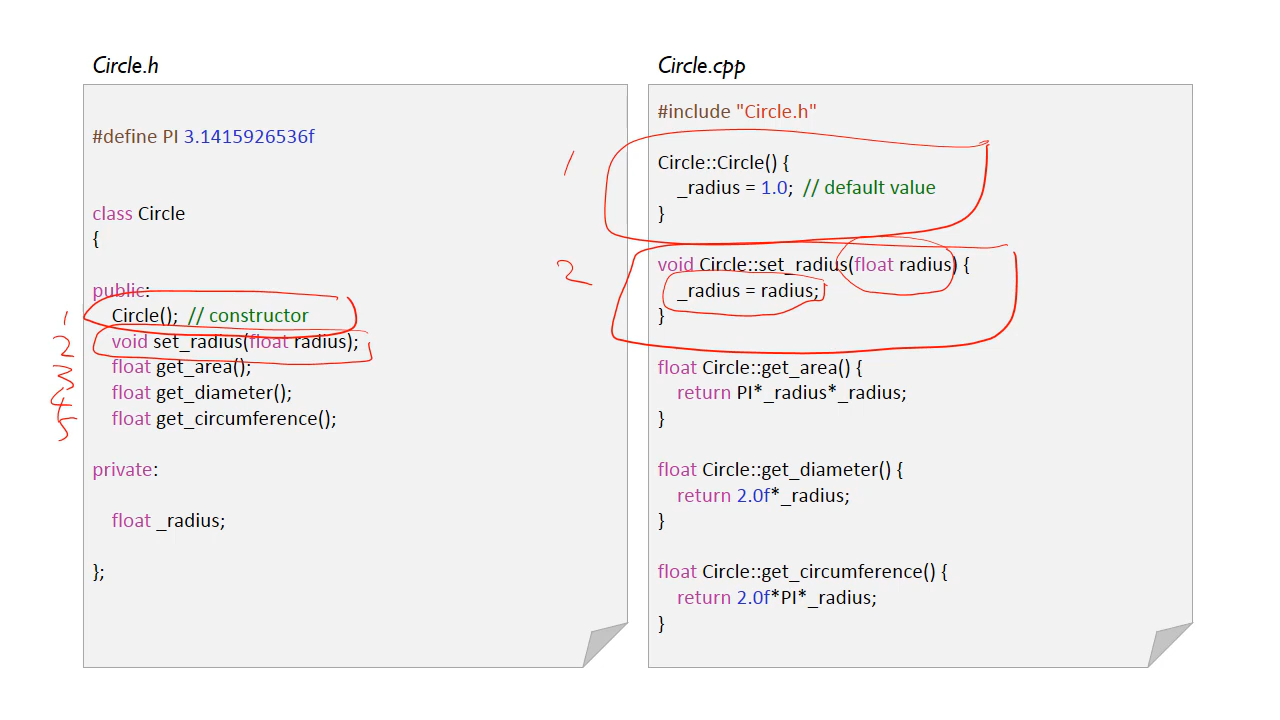 Circle.h
#define PI 3.1415926536f
class Circle
{
public:
1 Circle(); // constructor
2 void set_radius(float radius);
3 float get_area();
4 float get_diameter();
5 float get_circumference();
private:
float _radius;
};
Circle.cpp
#include "Circle.h"
1
Circle::Circle() {
_radius = 1.0; // default value
}
2
void Circle::set_radius(float radius) {
_radius = radius;
}
float Circle::get_area() {
return PI*_radius*_radius;
}
float Circle::get_diameter() {
return 2.0f*_radius;
}
float Circle::get_circumference() {
return 2.0f*PI*_radius;
}